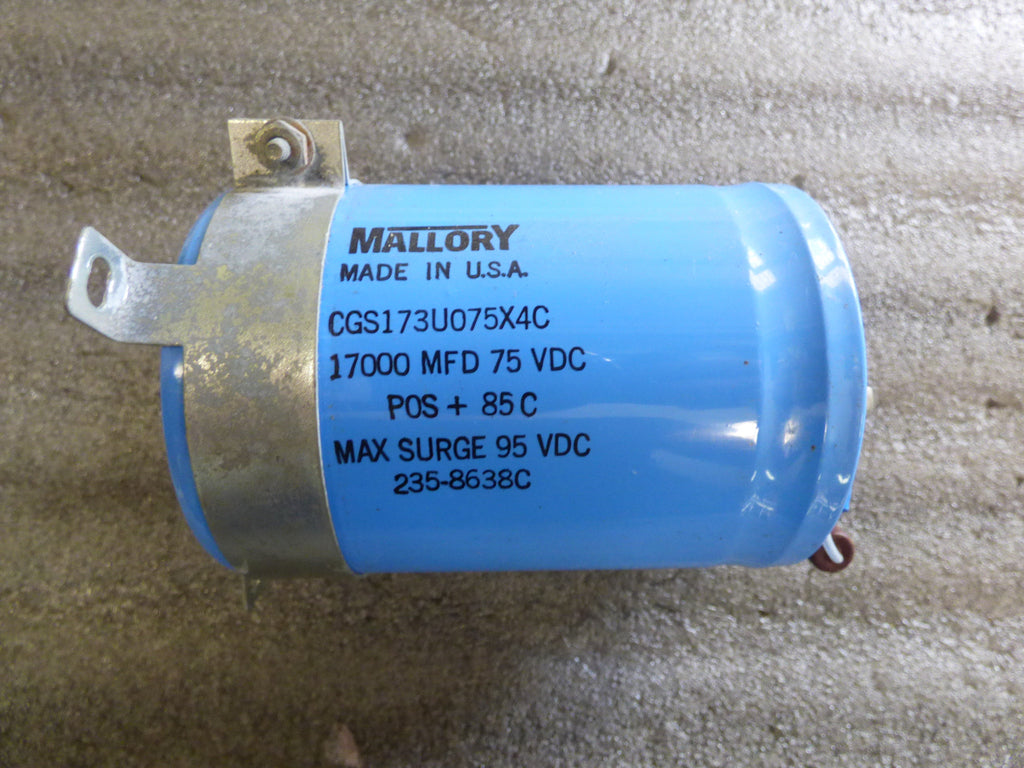 MALLORY
MADE IN U.S.A.
CGS173U075X4C
17000 MFD 75 VDC
POS + 85 C
MAX SURGE 95 VDC
235-8638C